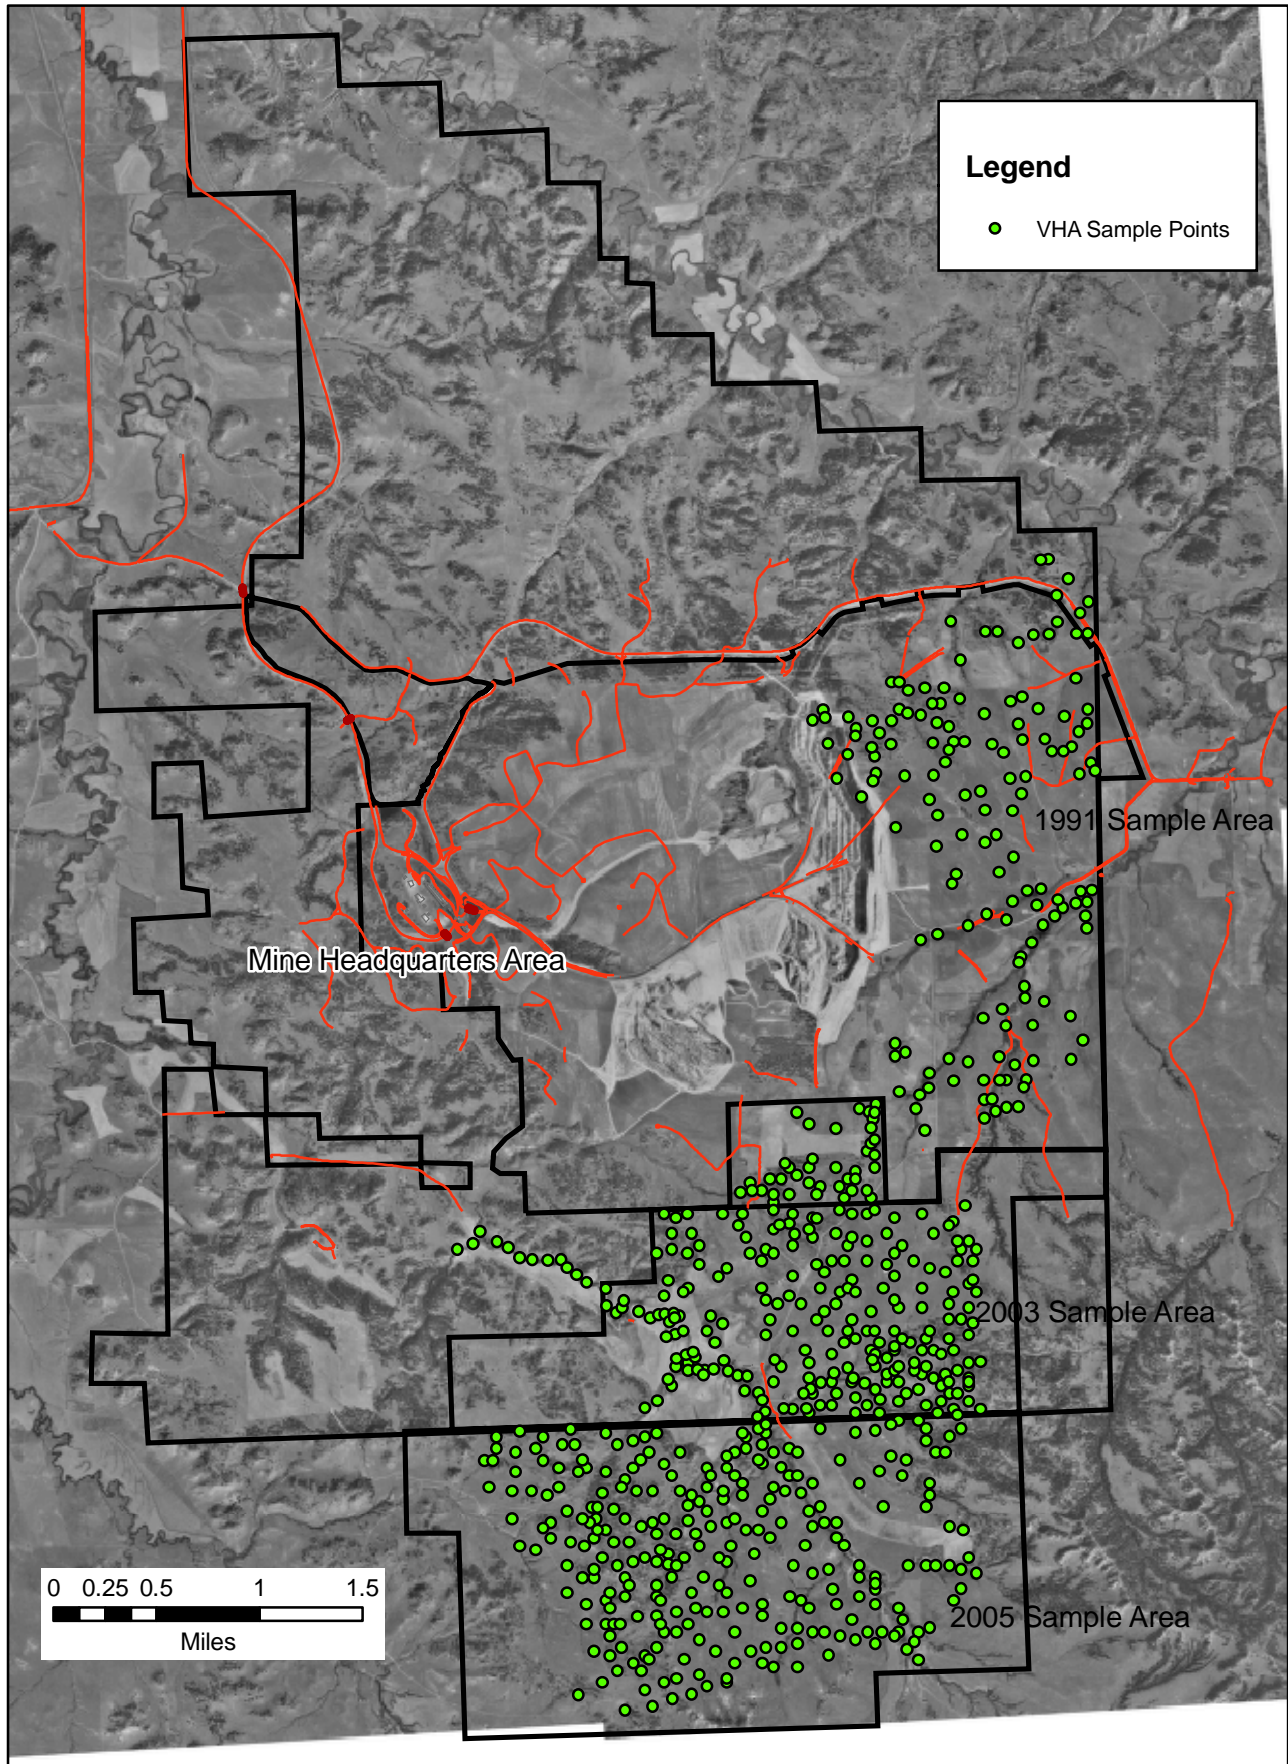 Legend
VHA Sample Points
1991 Sample Area
Mine Headquarters Area
2003 Sample Area
2005 Sample Area
0 0.25 0.5 1 1.5
Miles